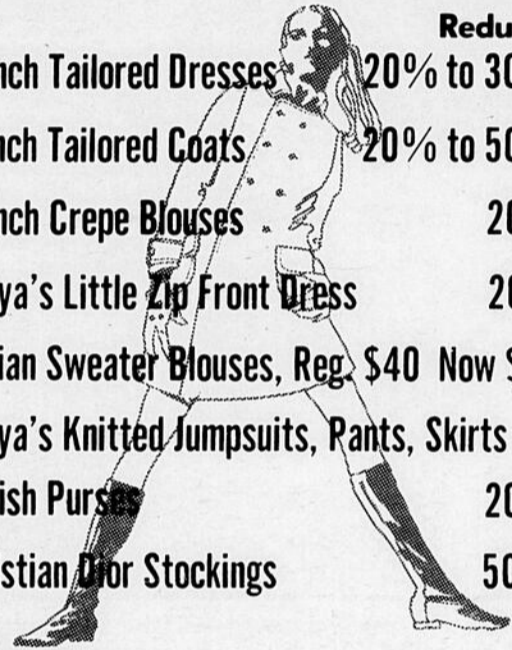 Redu
nch Tailored Dresses 20% to 30
nch Tailored Coats 20% to 50
nch Crepe Blouses 20
ya's Little Zip Front Dress 20
ian Sweater Blouses, Reg. $40 Now $
ya's Knitted Jumpsuits, Pants, Skirts
ish Purses 20
stian Dior Stockings 50